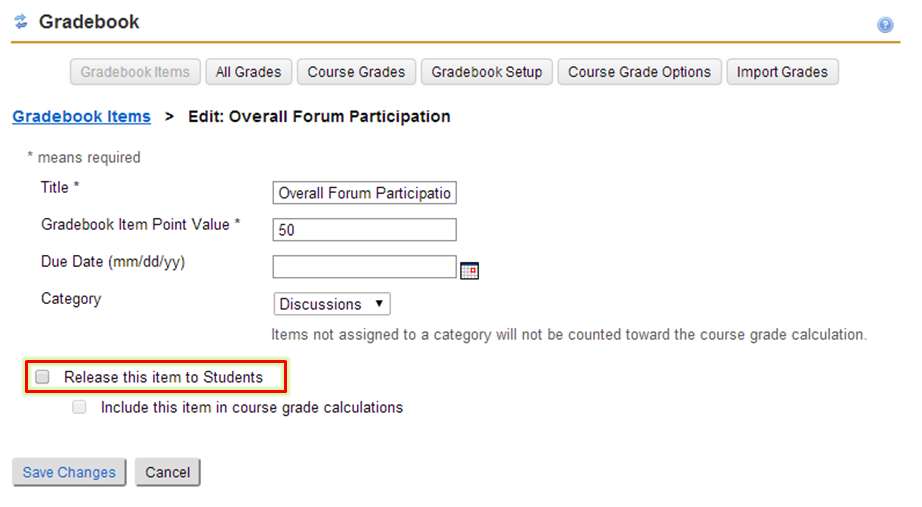 Gradebook
?
Gradebook Items All Grades Course Grades Gradebook Setup Course Grade Options Import Grades
Gradebook Items > Edit: Overall Forum Participation
* means required
Title * Overall Forum Participatio
Gradebook Item Point Value * 50
Due Date (mm/dd/yy)
Category Discussions ▼
Items not assigned to a category will not be counted toward the course grade calculation.
Release this item to Students
Include this item in course grade calculations
Save Changes Cancel